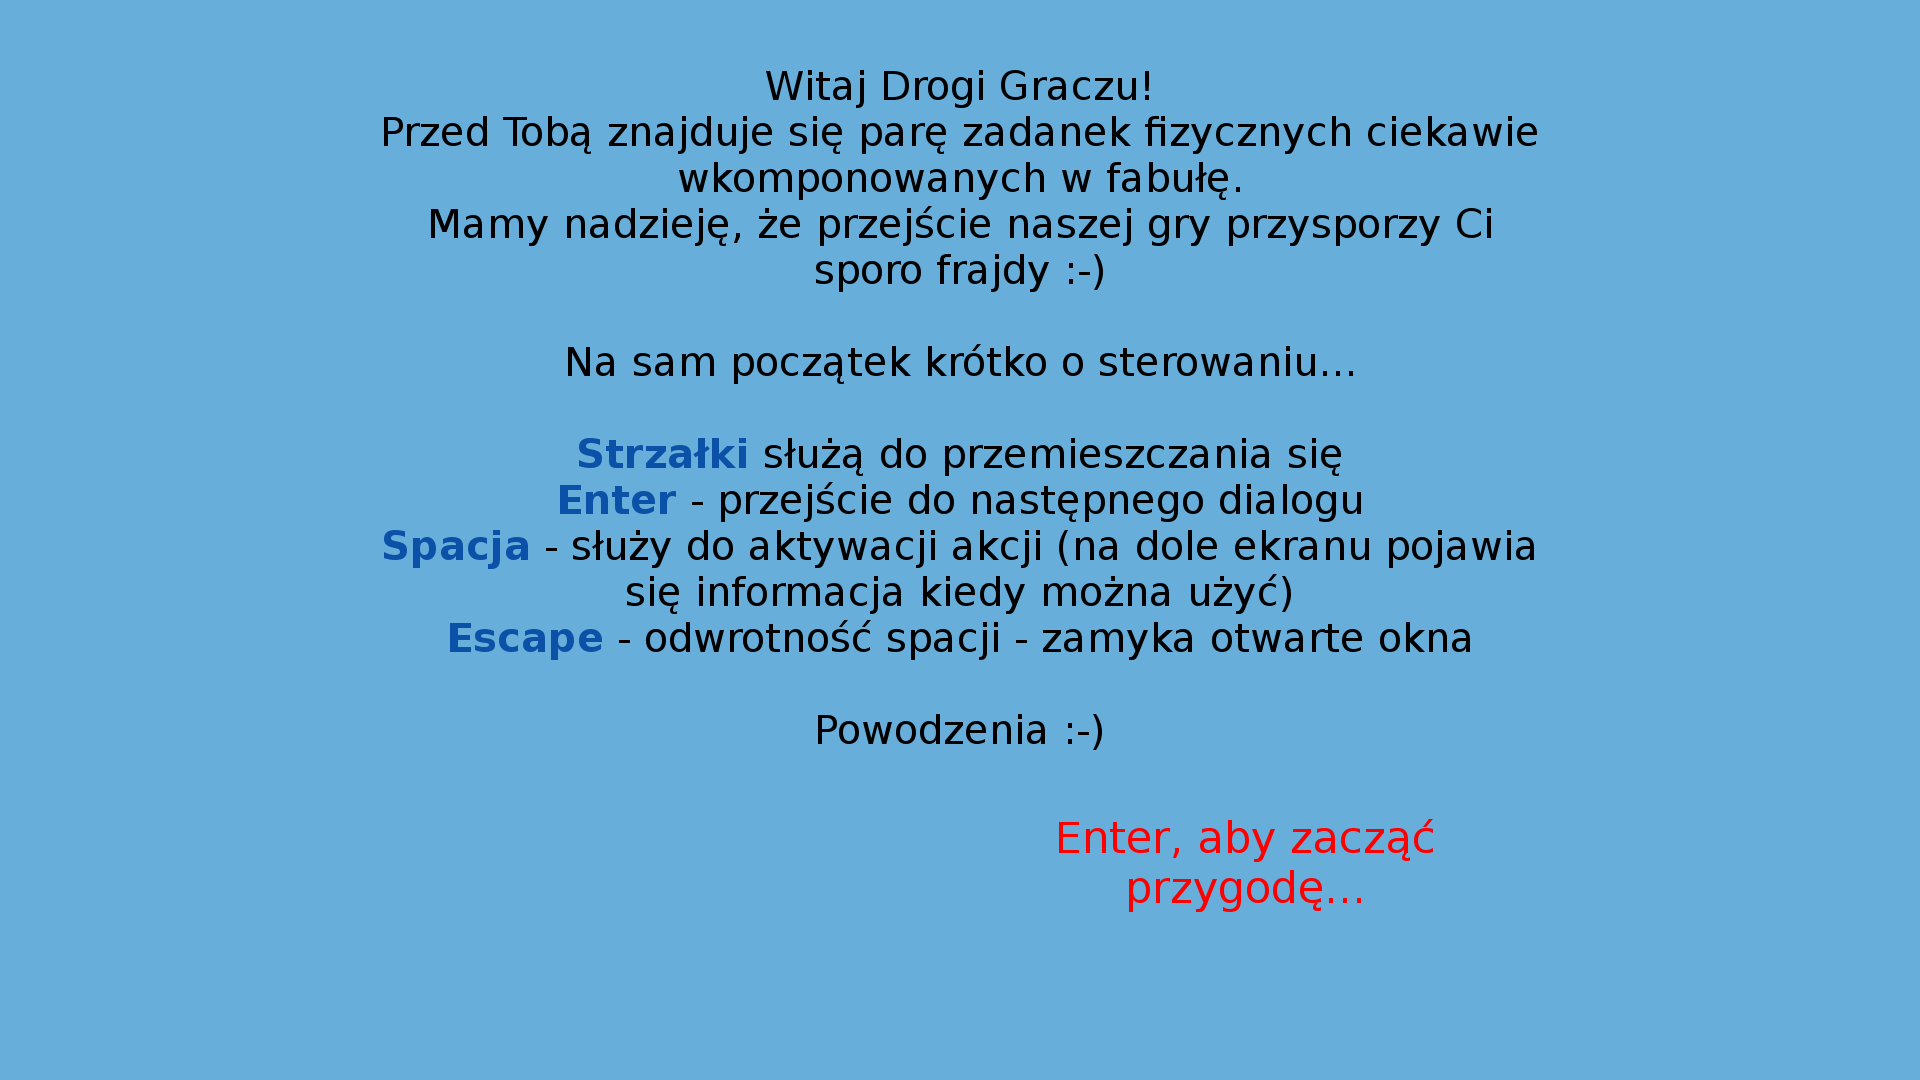 Witaj Drogi Graczu!
Przed Tobą znajduje się parę zadanek fizycznych ciekawie
wkomponowanych w fabułę.
Mamy nadzieję, że przejście naszej gry przysporzy Ci
sporo frajdy :-)
Na sam początek krótko o sterowaniu...
Strzałki służą do przemieszczania się
Enter - przejście do następnego dialogu
Spacja - służy do aktywacji akcji (na dole ekranu pojawia
się informacja kiedy można użyć)
Escape - odwrotność spacji - zamyka otwarte okna
Powodzenia :-)
Enter, aby zacząć
przygodę...